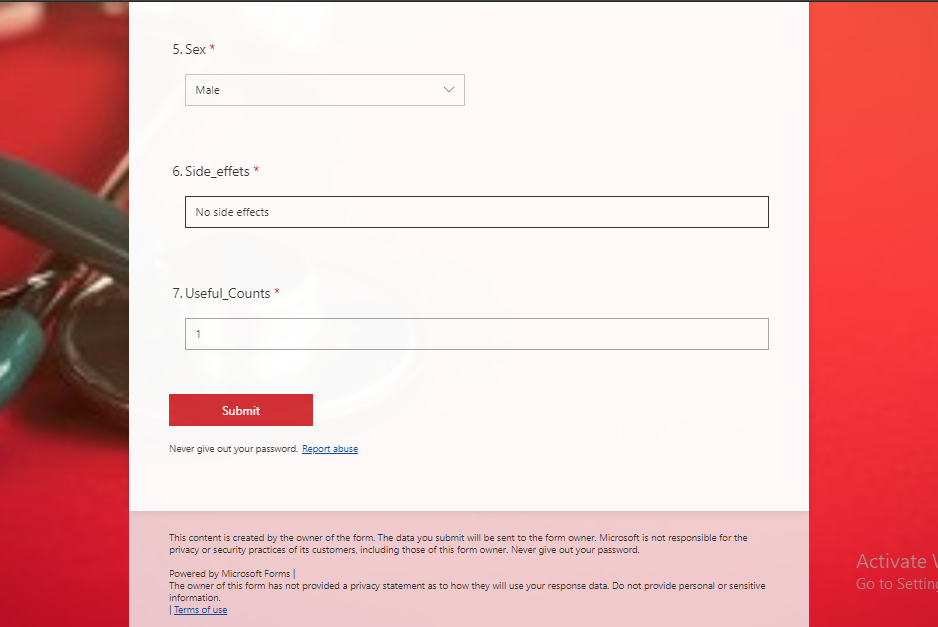 5. Sex *
Male
6. Side_effets *
No side effects
7. Useful_Counts *
1
Submit
Never give out your password. Report abuse
This content is created by the owner of the form. The data you submit will be sent to the form owner. Microsoft is not responsible for the
privacy or security practices of its customers, including those of this form owner. Never give out your password.
Powered by Microsoft Forms |
The owner of this form has not provided a privacy statement as to how they will use your response data. Do not provide personal or sensitive
information.
| Terms of use
Activate
Go to Setting